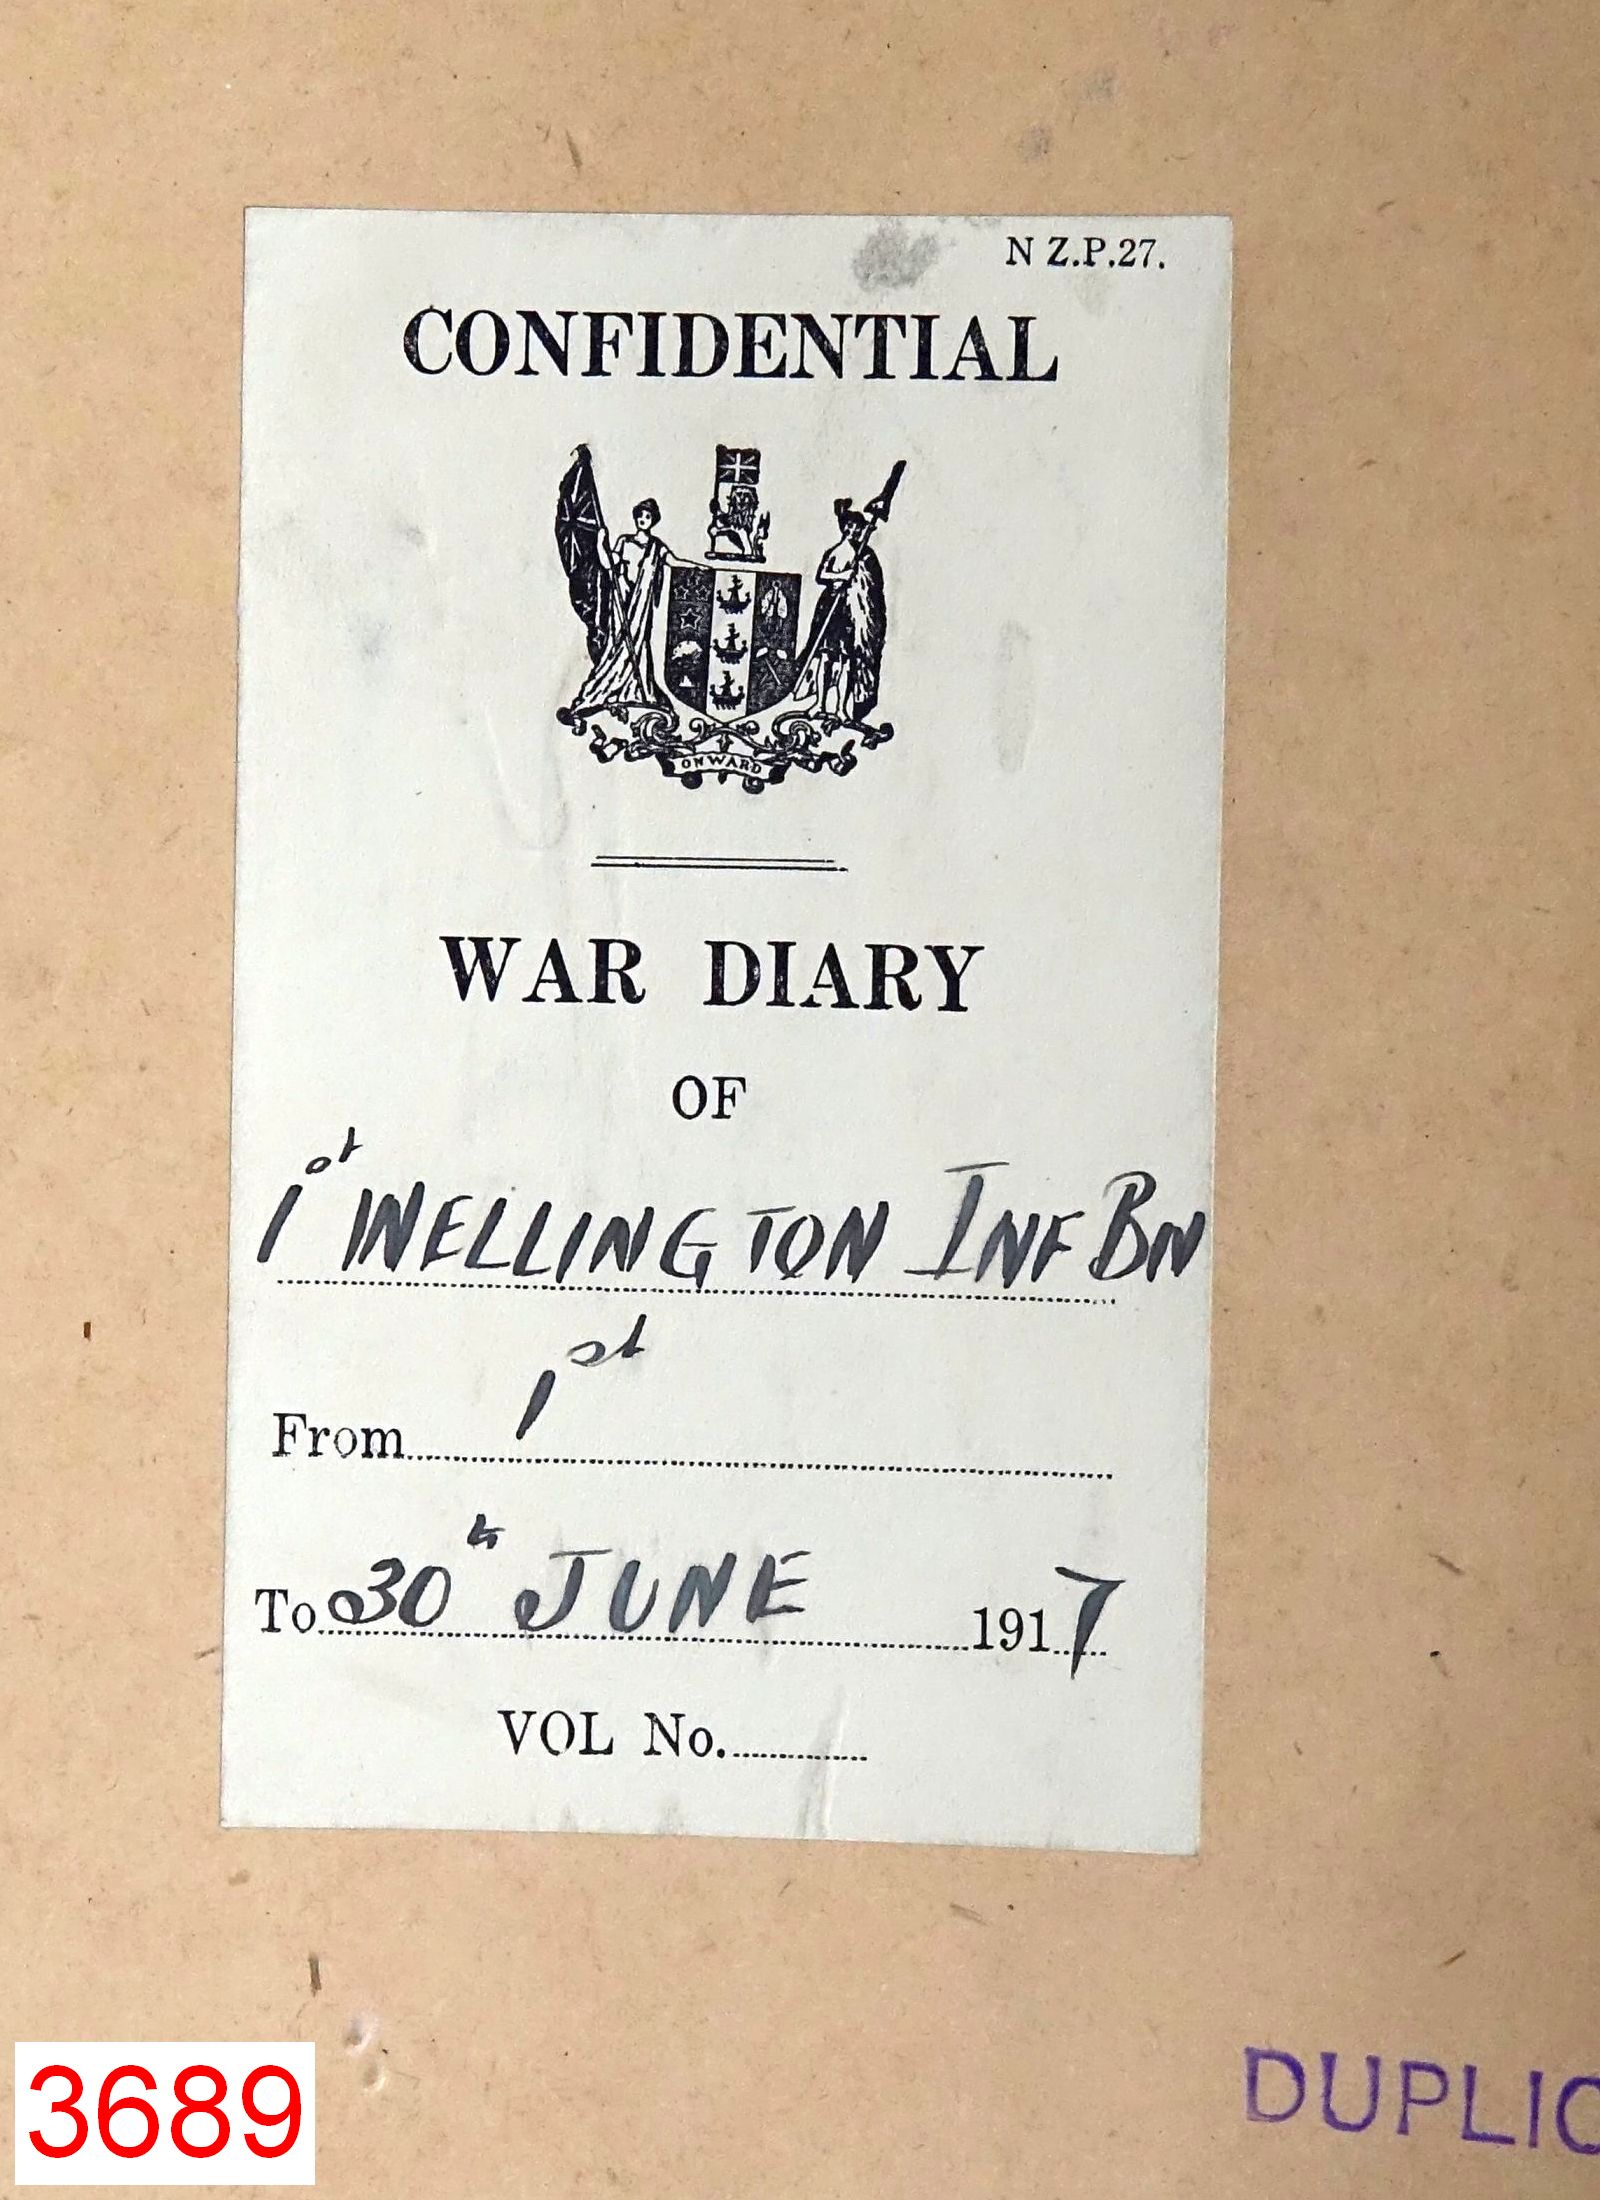 N Z.P.27.
CONFIDENTIAL
ONWARD
WAR DIARY
OF
1st WELLINGTON INF BN
From 1st
To 30th JUNE 1917
VOL No.
DUPLIC
3689